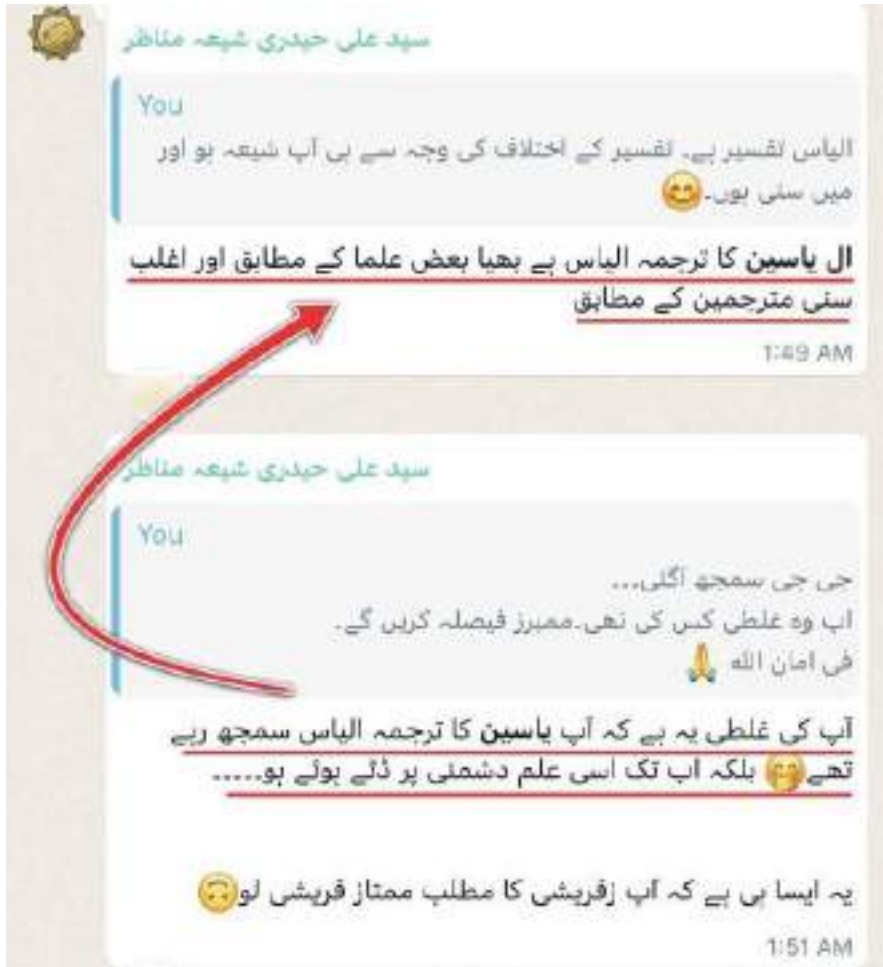 سید علی حیدری شیعہ مناظر
You
الیاس تفسیر ہے۔ تفسیر کے اختلاف کی وجہ سے ہی آپ شیعہ ہو اور
میں سنی ہوں۔😊
ال یاسین کا ترجمہ الیاس ہے بھیا بعض علما کے مطابق اور اغلب
سنی مترجمین کے مطابق
1:49 AM
سید علی حیدری شیعہ مناظر
You
جی جی سمجھ آگئی...
اب وہ غلطی کس کی تھی۔ممبرز فیصلہ کریں گے۔
فی امان اللہ 🙏
آپ کی غلطی یہ ہے کہ آپ یاسین کا ترجمہ الیاس سمجھ رہے
تھے🤭 بلکہ اب تک اسی علم دشمنی پر ڈٹے ہوئے ہو.....
یہ ایسا ہی ہے کہ آپ زقریشی کا مطلب ممتاز قریشی لو🙃
1:51 AM